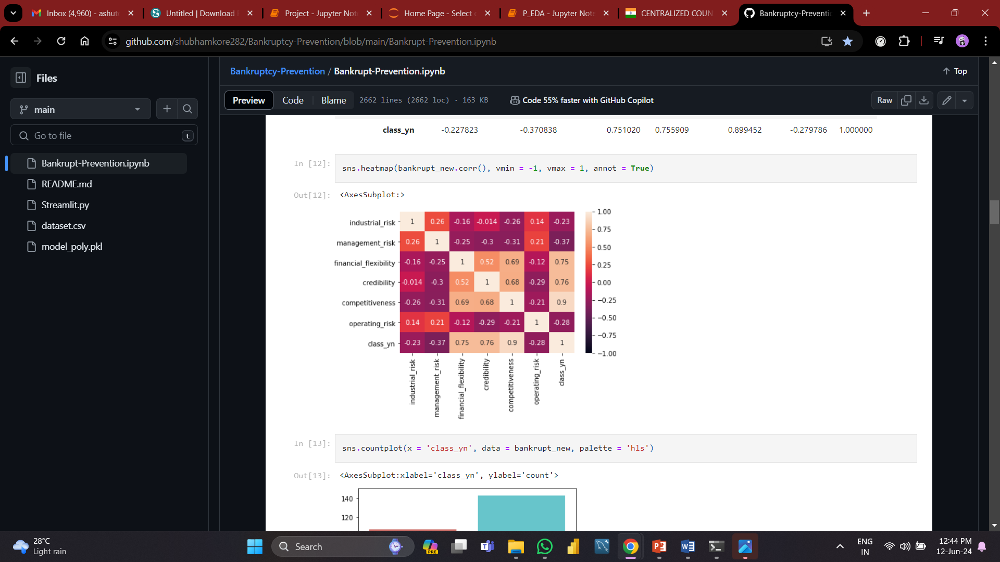 Inbox (4,960) - ashut
Untitled | Download
Project - Jupyter Not
Home Page - Select o
P_EDA - Jupyter Note
CENTRALIZED COUN
Bankruptcy-Preventio
github.com/shubhamkore282/Bankruptcy-Prevention/blob/main/Bankrupt-Prevention.ipynb
Files
Bankruptcy-Prevention / Bankrupt-Prevention.ipynb
Top
main
Preview Code Blame 2662 lines (2662 loc) · 163 KB Code 55% faster with GitHub Copilot Raw
Go to file t
Bankrupt-Prevention.ipynb
README.md
Streamlit.py
dataset.csv
model_poly.pkl
class_yn -0.227823 -0.370838 0.751020 0.755909 0.899452 -0.279786 1.000000
In [12]: sns.heatmap(bankrupt_new.corr(), vmin = -1, vmax = 1, annot = True)
Out[12]: <AxesSubplot:>
industrial_risk 1 0.26 -0.16 -0.014 -0.26 0.14 -0.23
management_risk 0.26 1 -0.25 -0.3 -0.31 0.21 -0.37
financial_flexibility -0.16 -0.25 1 0.52 0.69 -0.12 0.75
credibility -0.014 -0.3 0.52 1 0.68 -0.29 0.76
competitiveness -0.26 -0.31 0.69 0.68 1 -0.21 0.9
operating_risk 0.14 0.21 -0.12 -0.29 -0.21 1 -0.28
class_yn -0.23 -0.37 0.75 0.76 0.9 -0.28 1
industrial_risk
management_risk
financial_flexibility
credibility
competitiveness
operating_risk
class_yn
1.00
0.75
0.50
0.25
0.00
−0.25
−0.50
−0.75
−1.00
In [13]: sns.countplot(x = 'class_yn', data = bankrupt_new, palette = 'hls')
Out[13]: <AxesSubplot:xlabel='class_yn', ylabel='count'>
140
120
28°C
Light rain
Search
PRE
ENG
IN
12:44 PM
12-Jun-24